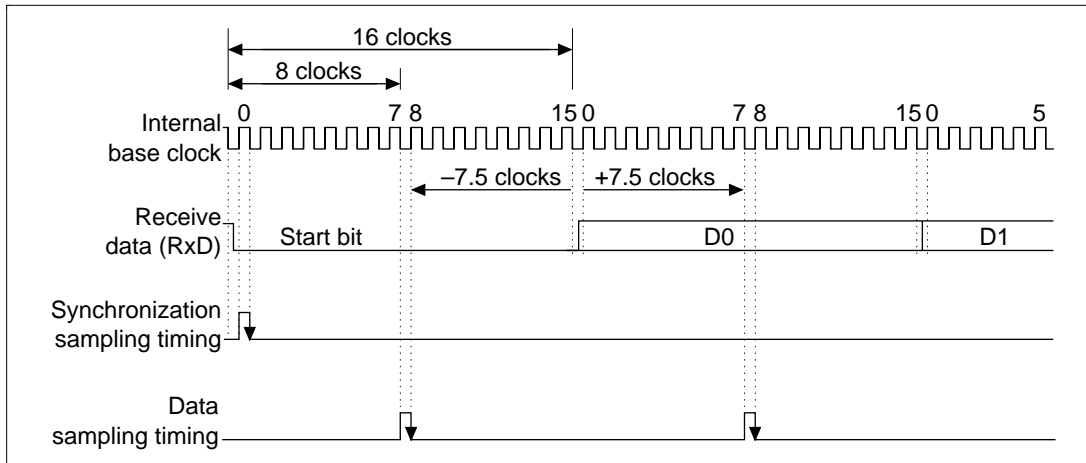 16 clocks
8 clocks
0 7 8 15 0 7 8 15 0 5
Internal
base clock
–7.5 clocks +7.5 clocks
Receive
data (RxD)
Start bit D0 D1
Synchronization
sampling timing
Data
sampling timing